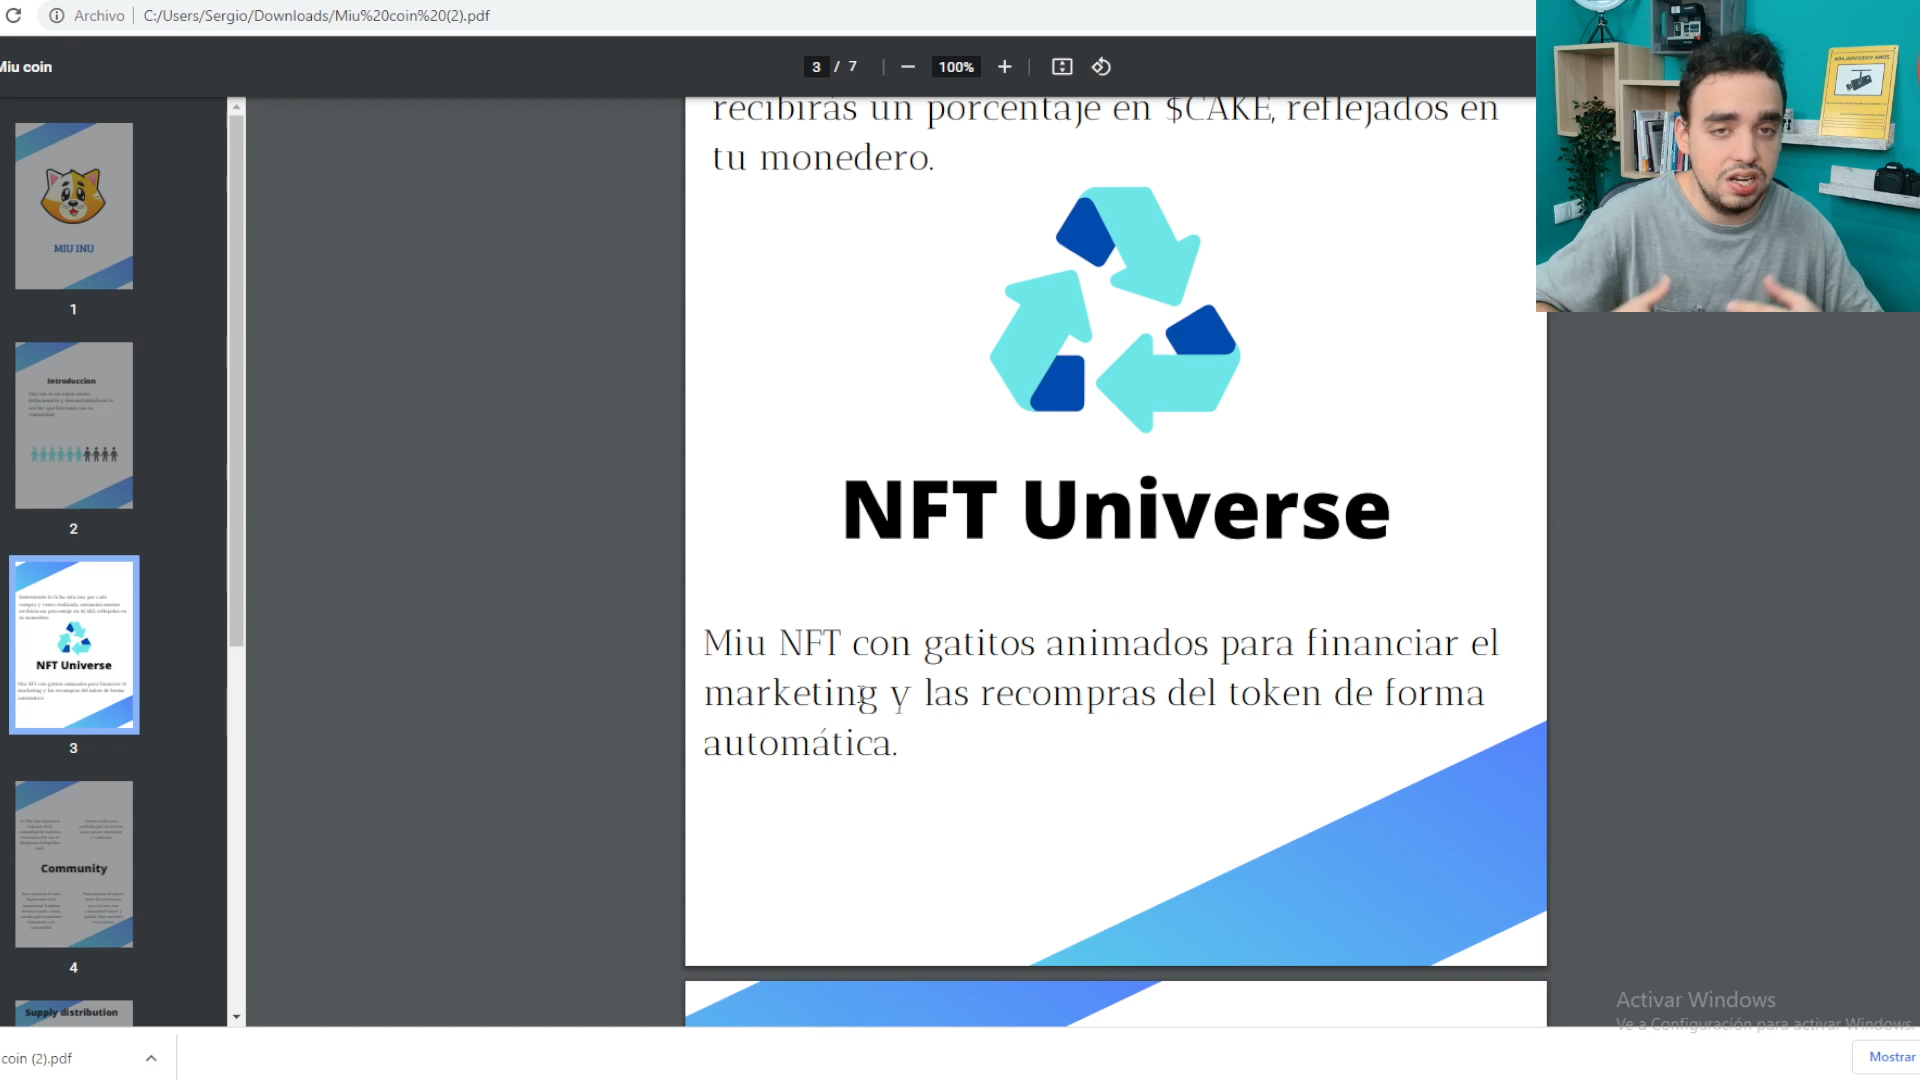 Archivo
C:/Users/Sergio/Downloads/Miu%20coin%20(2).pdf
Miu coin
3 / 7
100%
MIU INU
1
Introduccion
2
NFT Universe
3
Community
4
Supply distribution
recibirás un porcentaje en $CAKE, reflejados en
tu monedero.
NFT Universe
Miu NFT con gatitos animados para financiar el
marketing y las recompras del token de forma
automática.
Activar Windows
Ve a Configuración para activar Windows.
coin (2).pdf
Mostrar